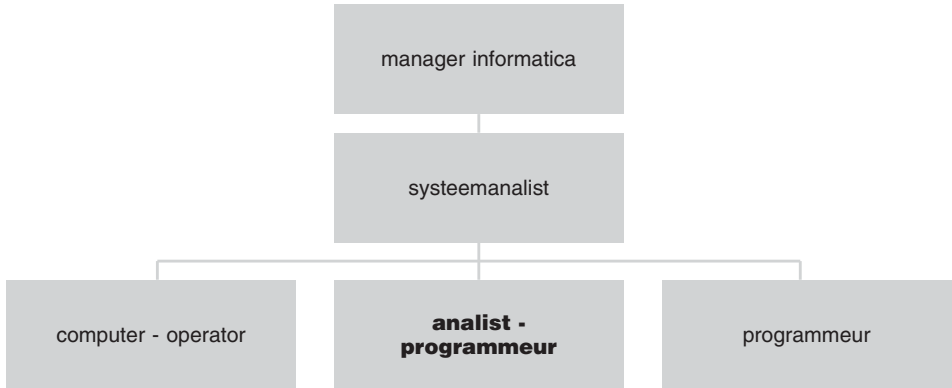 manager informatica
systeemanalist
computer - operator
analist -
programmeur
programmeur